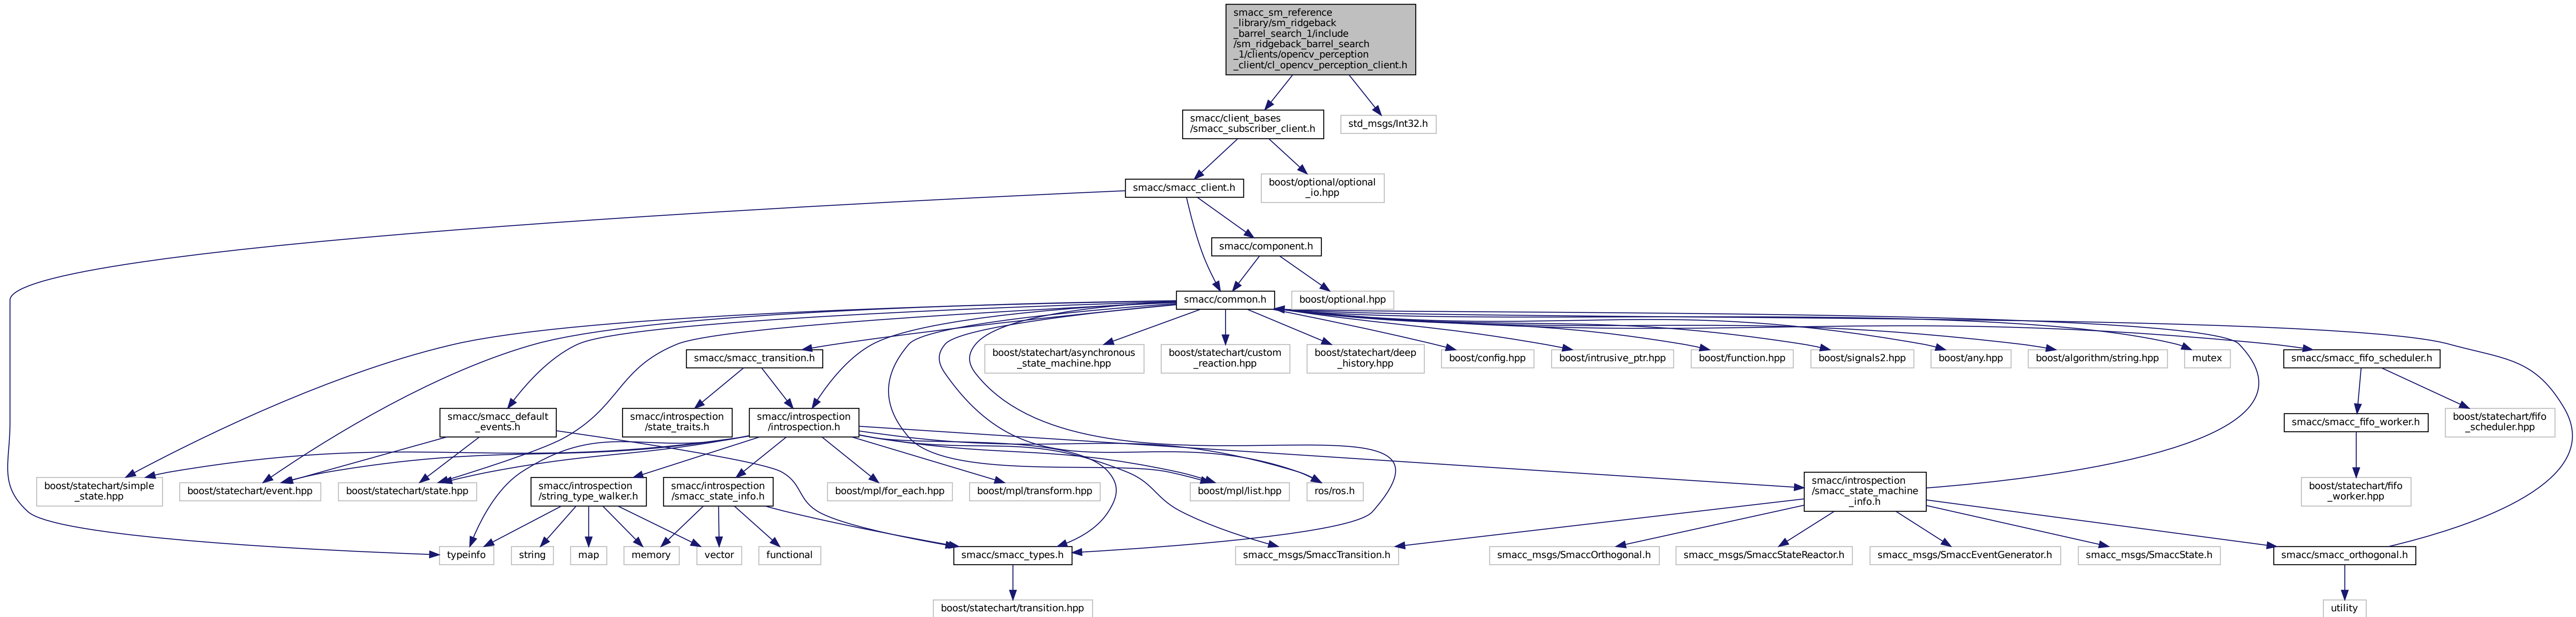 smacc_sm_reference
_library/sm_ridgeback
_barrel_search_1/include
/sm_ridgeback_barrel_search
_1/clients/opencv_perception
_client/cl_opencv_perception_client.h
smacc/client_bases
/smacc_subscriber_client.h
std_msgs/Int32.h
smacc/smacc_client.h
boost/optional/optional
_io.hpp
smacc/component.h
smacc/common.h
boost/optional.hpp
smacc/smacc_transition.h
boost/statechart/asynchronous
_state_machine.hpp
boost/statechart/custom
_reaction.hpp
boost/statechart/deep
_history.hpp
boost/config.hpp
boost/intrusive_ptr.hpp
boost/function.hpp
boost/signals2.hpp
boost/any.hpp
boost/algorithm/string.hpp
mutex
smacc/smacc_fifo_scheduler.h
smacc/smacc_default
_events.h
smacc/introspection
/state_traits.h
smacc/introspection
/introspection.h
smacc/smacc_fifo_worker.h
boost/statechart/fifo
_scheduler.hpp
boost/statechart/simple
_state.hpp
boost/statechart/event.hpp
boost/statechart/state.hpp
smacc/introspection
/string_type_walker.h
smacc/introspection
/smacc_state_info.h
boost/mpl/for_each.hpp
boost/mpl/transform.hpp
boost/mpl/list.hpp
ros/ros.h
smacc/introspection
/smacc_state_machine
_info.h
boost/statechart/fifo
_worker.hpp
typeinfo
string
map
memory
vector
functional
smacc/smacc_types.h
smacc_msgs/SmaccTransition.h
smacc_msgs/SmaccOrthogonal.h
smacc_msgs/SmaccStateReactor.h
smacc_msgs/SmaccEventGenerator.h
smacc_msgs/SmaccState.h
smacc/smacc_orthogonal.h
boost/statechart/transition.hpp
utility